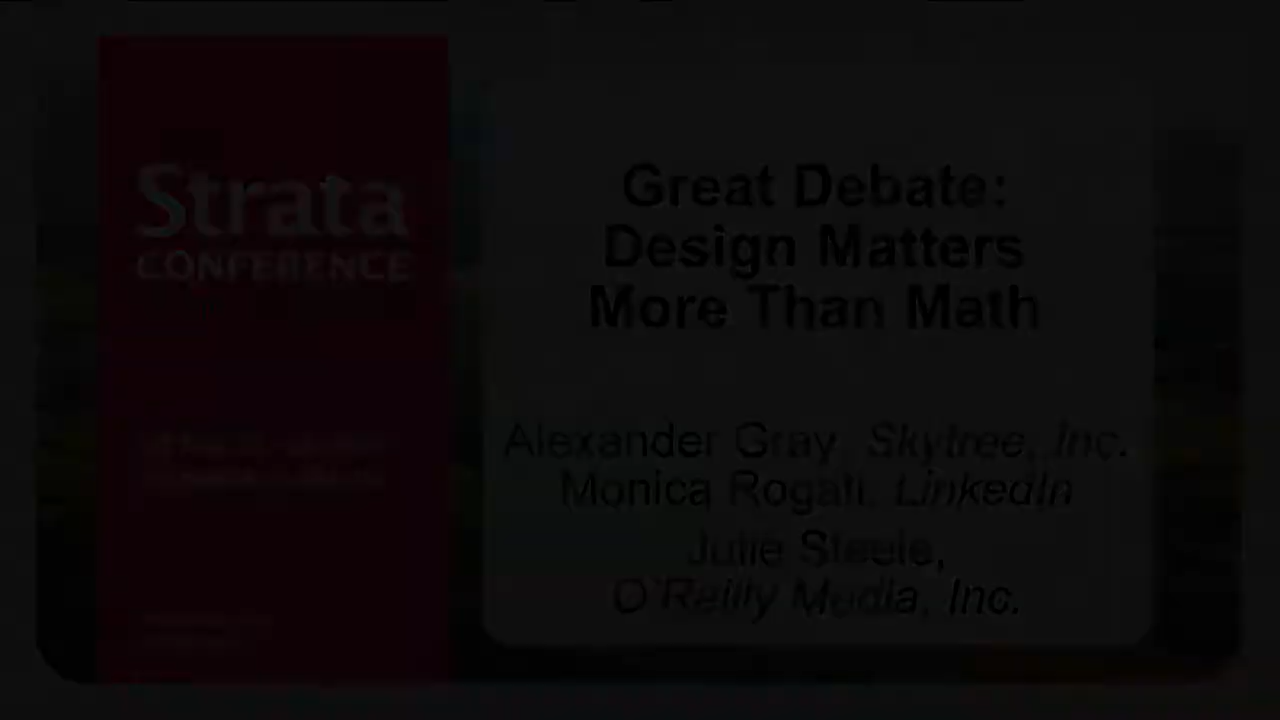 Strata
CONFERENCE
Great Debate:
Design Matters
More Than Math
Alexander Gray, Skytree, Inc.
Monica Rogati, LinkedIn
Julie Steele,
O'Reilly Media, Inc.